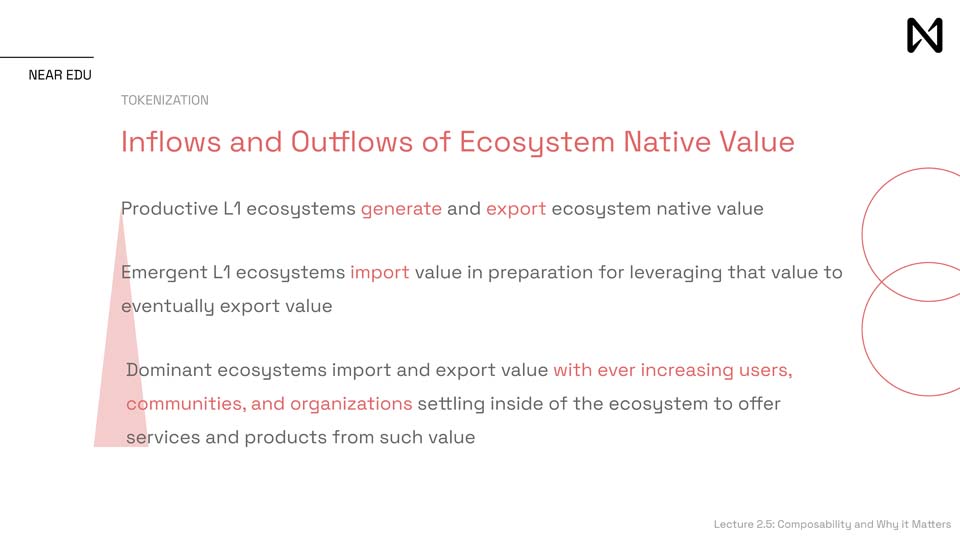 NEAR EDU
TOKENIZATION
Inflows and Outflows of Ecosystem Native Value
Productive L1 ecosystems generate and export ecosystem native value
Emergent L1 ecosystems import value in preparation for leveraging that value to
eventually export value
Dominant ecosystems import and export value with ever increasing users,
communities, and organizations settling inside of the ecosystem to offer
services and products from such value
Lecture 2.5: Composability and Why it Matters